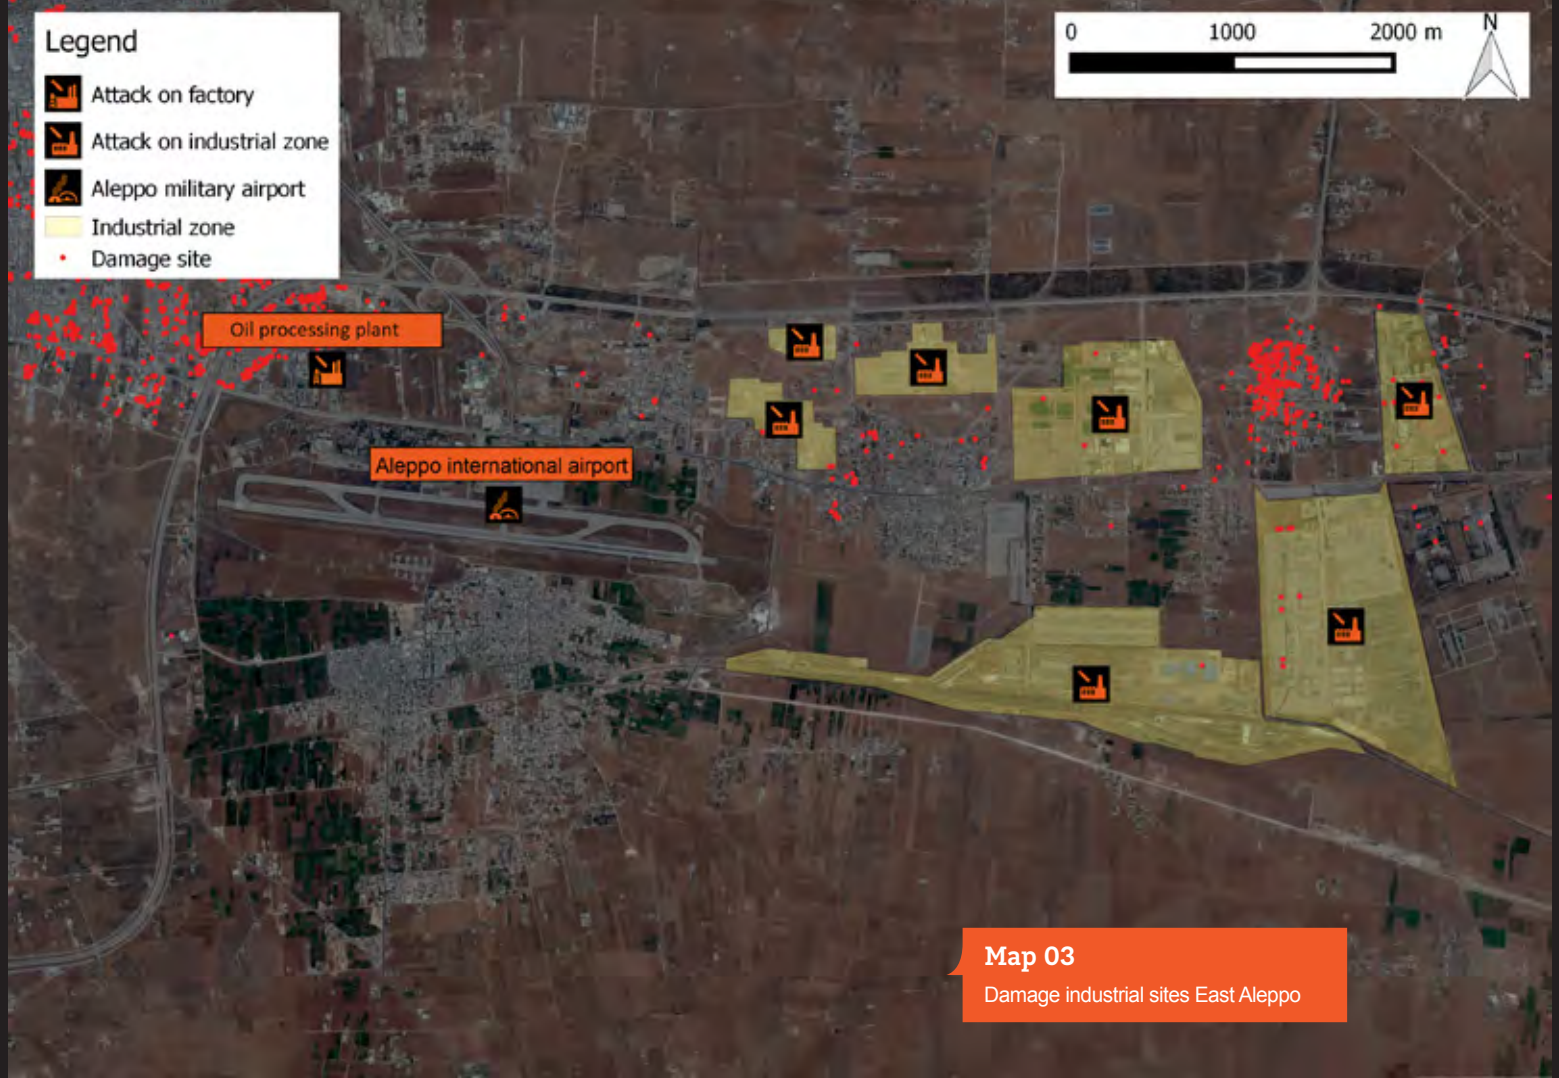 Legend
Attack on factory
Attack on industrial zone
Aleppo military airport
Industrial zone
Damage site
0 1000 2000 m
N
Oil processing plant
Aleppo international airport
Map 03
Damage industrial sites East Aleppo